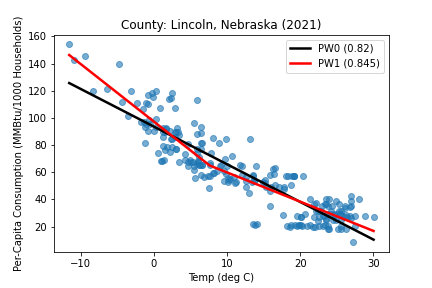 County: Lincoln, Nebraska (2021)
PW0 (0.82)
PW1 (0.845)
Per-Capita Consumption (MMBtu/1000 Households)
160
140
120
100
80
60
40
20
−10 0 10 20 30
Temp (deg C)